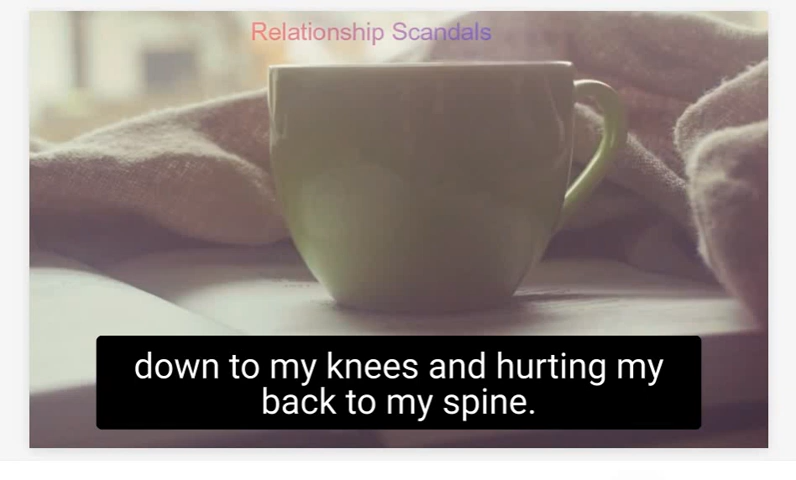 Relationship Scandals
down to my knees and hurting my
back to my spine.